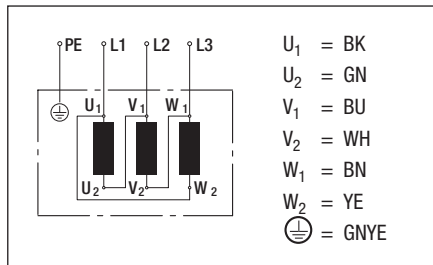 PE L1 L2 L3
U1 V1 W1
U2 V2 W2
U1 = BK
U2 = GN
V1 = BU
V2 = WH
W1 = BN
W2 = YE
= GNYE